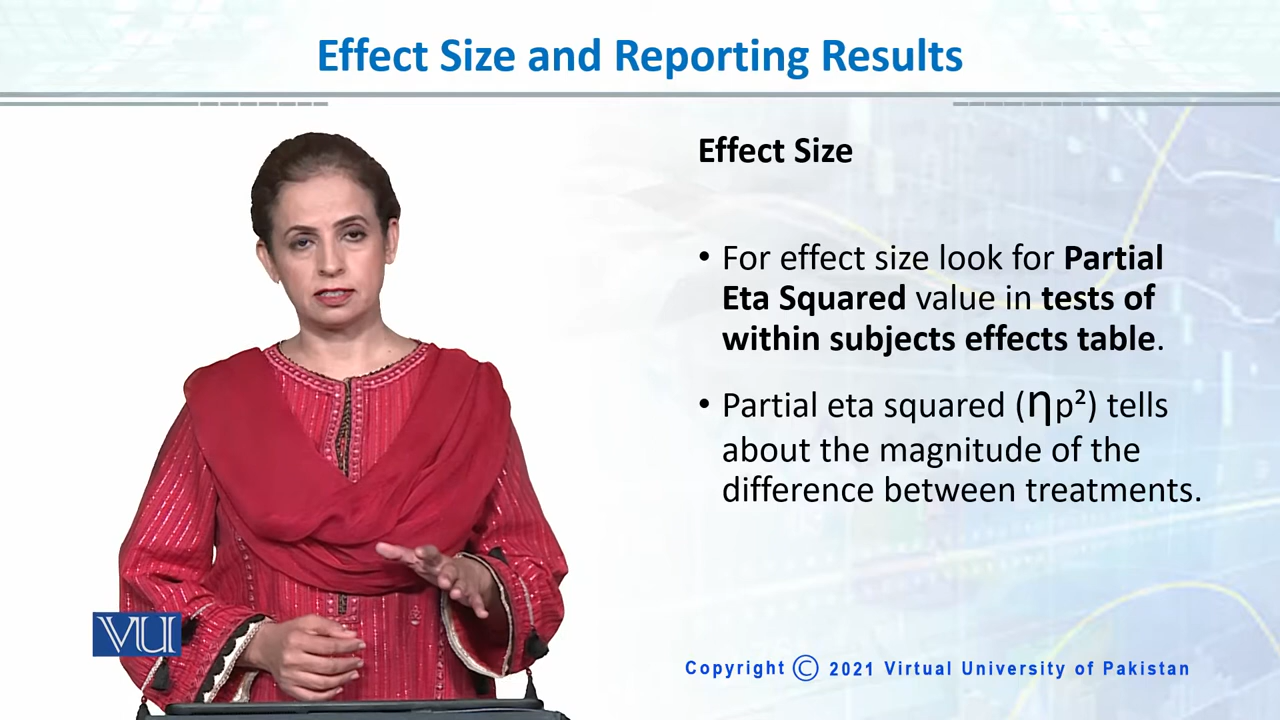 Effect Size and Reporting Results
Effect Size
• For effect size look for Partial
Eta Squared value in tests of
within subjects effects table.
• Partial eta squared (ηp²) tells
about the magnitude of the
difference between treatments.
VU
Copyright © 2021 Virtual University of Pakistan